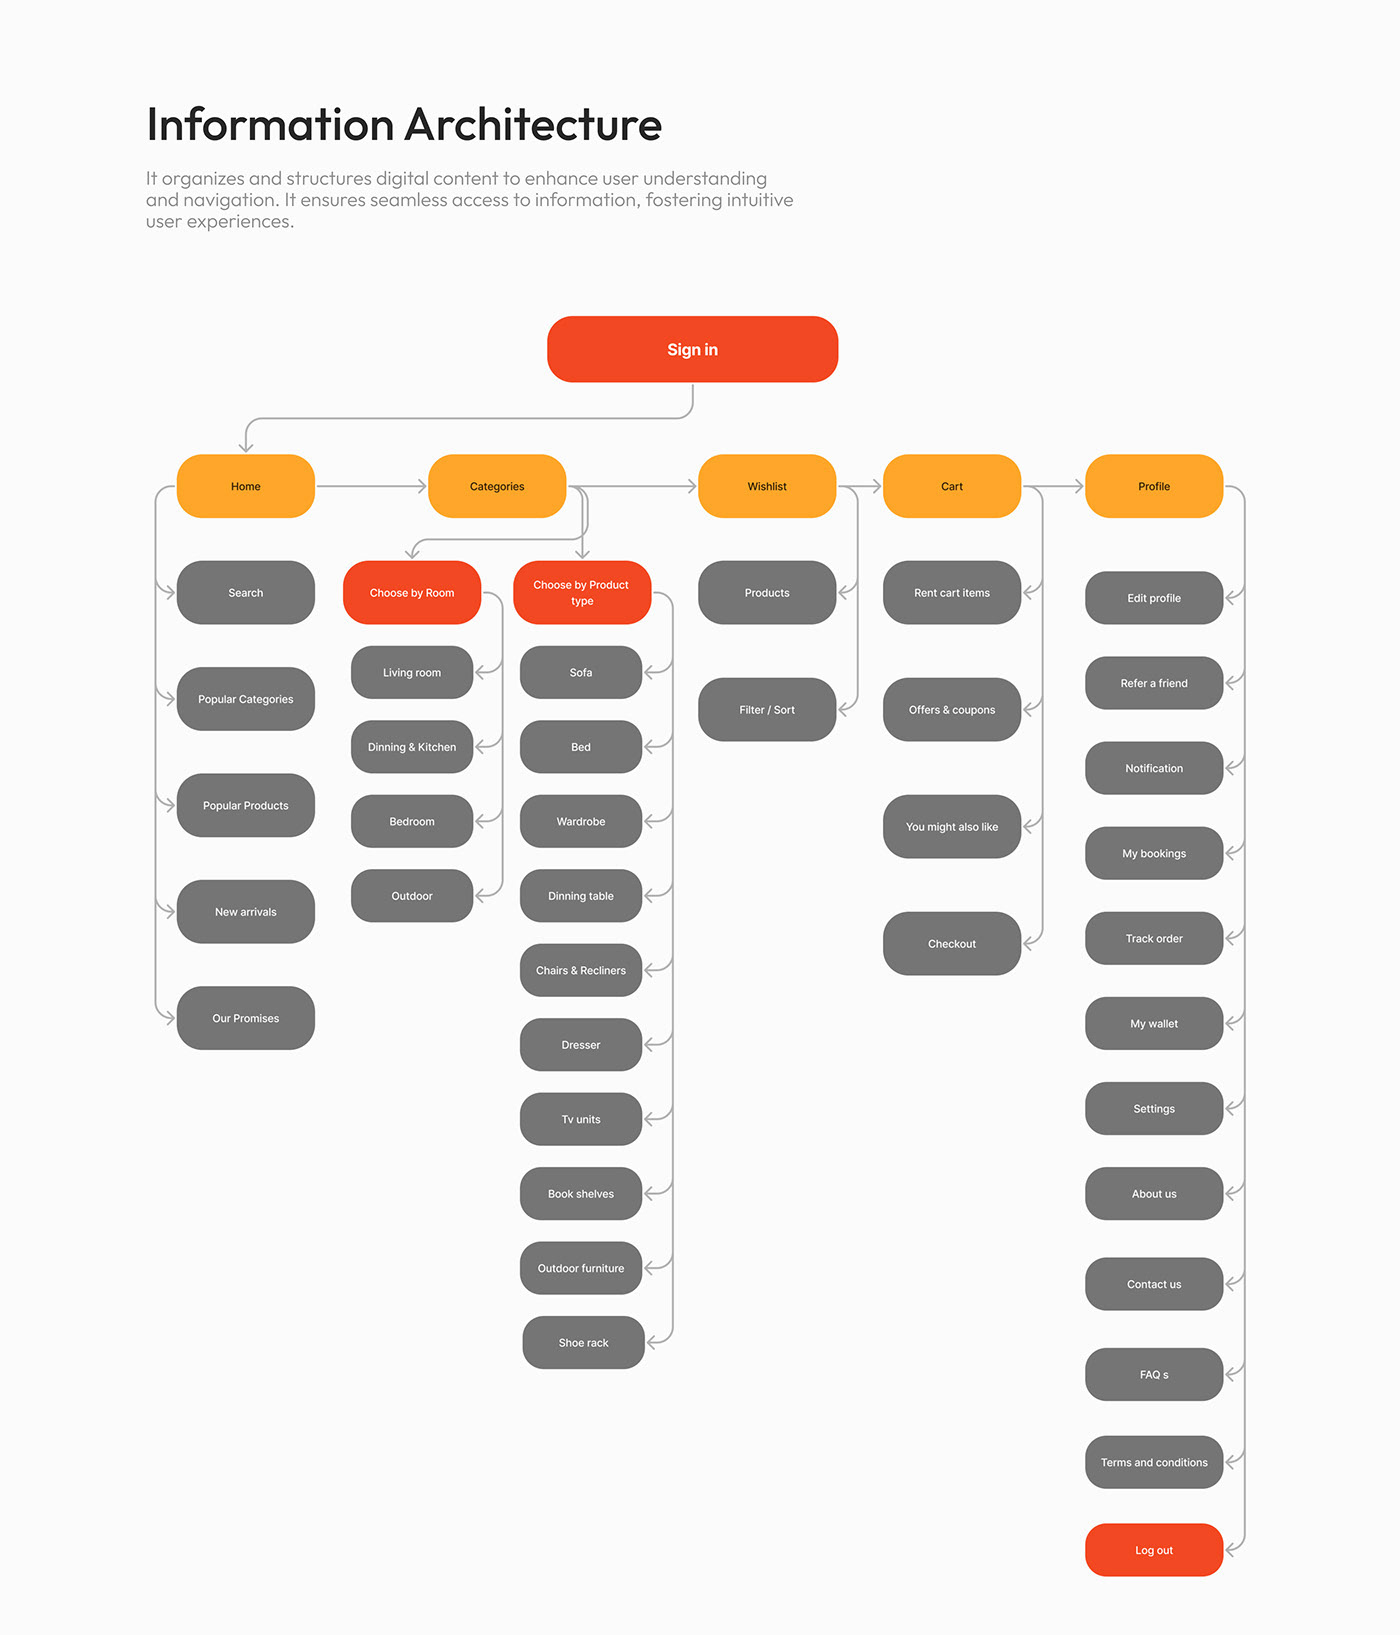 Information Architecture
It organizes and structures digital content to enhance user understanding
and navigation. It ensures seamless access to information, fostering intuitive
user experiences.
Sign in
Home
Categories
Wishlist
Cart
Profile
Search
Popular Categories
Popular Products
New arrivals
Our Promises
Choose by Room
Living room
Dinning & Kitchen
Bedroom
Outdoor
Choose by Product
type
Sofa
Bed
Wardrobe
Dinning table
Chairs & Recliners
Dresser
Tv units
Book shelves
Outdoor furniture
Shoe rack
Products
Filter / Sort
Rent cart items
Offers & coupons
You might also like
Checkout
Edit profile
Refer a friend
Notification
My bookings
Track order
My wallet
Settings
About us
Contact us
FAQ s
Terms and conditions
Log out